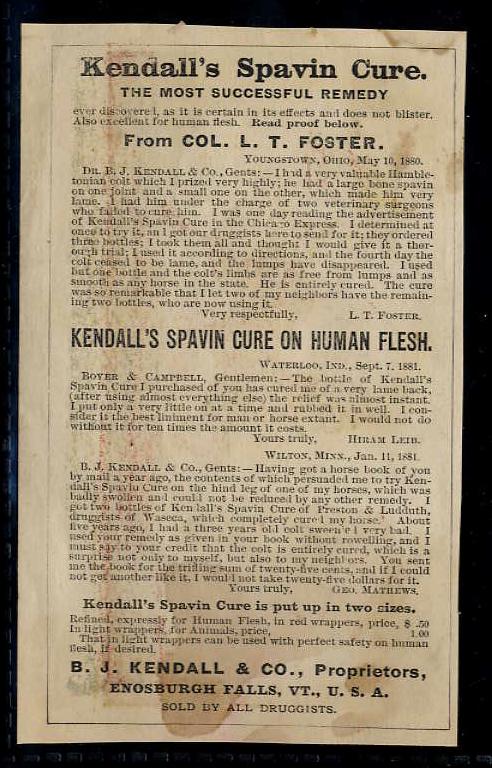 Kendall's Spavin Cure.
THE MOST SUCCESSFUL REMEDY
ever discovered, as it is certain in its effects and does not blister.
Also excellent for human flesh. Read proof below.
From COL. L. T. FOSTER.
YOUNGSTOWN, OHIO, May 10, 1880.
DR. B. J. KENDALL & CO., Gents:—I had a very valuable Hamble-
tonian colt which I prized very highly; he had a large bone spavin
on one joint and a small one on the other, which made him very
lame. I had him under the charge of two veterinary surgeons
who failed to cure him. I was one day reading the advertisement
of Kendall's Spavin Cure in the Chicago Express. I determined at
once to try it, and got our druggists here to send for it; they ordered
three bottles; I took them all and thought I would give it a thor-
ough trial; I used it according to directions, and the fourth day the
colt ceased to be lame, and the lumps have disappeared. I used
but one bottle and the colt's limbs are as free from lumps and as
smooth as any horse in the state. He is entirely cured. The cure
was so remarkable that I let two of my neighbors have the remain-
ing two bottles, who are now using it.
Very respectfully, L. T. FOSTER.
KENDALL'S SPAVIN CURE ON HUMAN FLESH.
WATERLOO, IND., Sept. 7, 1881.
BOYER & CAMPBELL, Gentlemen:—The bottle of Kendall's
Spavin Cure I purchased of you has cured me of a very lame back,
(after using almost everything else) the relief was almost instant.
I put only a very little on at a time and rubbed it in well. I con-
sider it the best liniment for man or horse extant. I would not do
without it for ten times the amount it costs.
Yours truly, HIRAM LEIB.
WILTON, MINN., Jan. 11, 1881.
B. J. KENDALL & CO., Gents:—Having got a horse book of you
by mail a year ago, the contents of which persuaded me to try Ken-
dall's Spavin Cure on the hind leg of one of my horses, which was
badly swollen and could not be reduced by any other remedy. I
got two bottles of Kendall's Spavin Cure of Preston & Ludduth,
druggists of Waseca, which completely cured my horse. About
five years ago, I had a three years old colt sweenied very bad. I
used your remedy as given in your book without rowelling, and I
must say to your credit that the colt is entirely cured, which is a
surprise not only to myself, but also to my neighbors. You sent
me the book for the trifling sum of twenty-five cents, and if I could
not get another like it, I would not take twenty-five dollars for it.
Yours truly, GEO. MATHEWS.
Kendall's Spavin Cure is put up in two sizes.
Refined, expressly for Human Flesh, in red wrappers, price, $ .50
In light wrappers, for Animals, price, 1.00
That in light wrappers can be used with perfect safety on human
flesh, if desired.
B. J. KENDALL & CO., Proprietors,
ENOSBURGH FALLS, VT., U. S. A.
SOLD BY ALL DRUGGISTS.